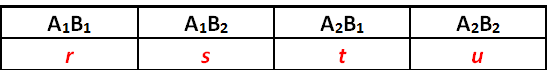 A₁B₁ A₁B₂ A₂B₁ A₂B₂
r s t u